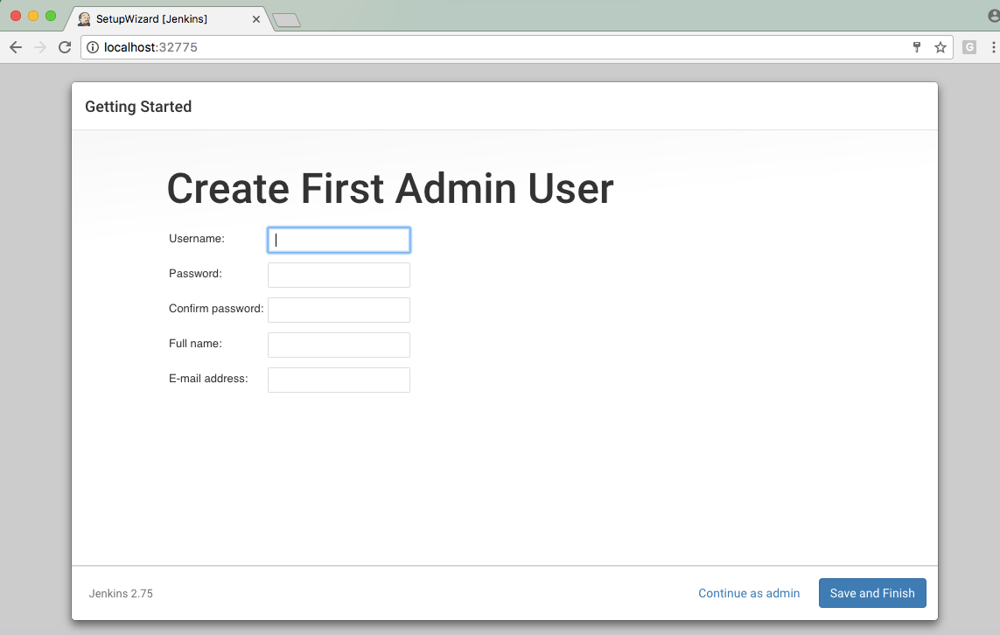 SetupWizard [Jenkins]
localhost:32775
G
Getting Started
Create First Admin User
Username:
Password:
Confirm password:
Full name:
E-mail address:
Jenkins 2.75
Continue as admin
Save and Finish